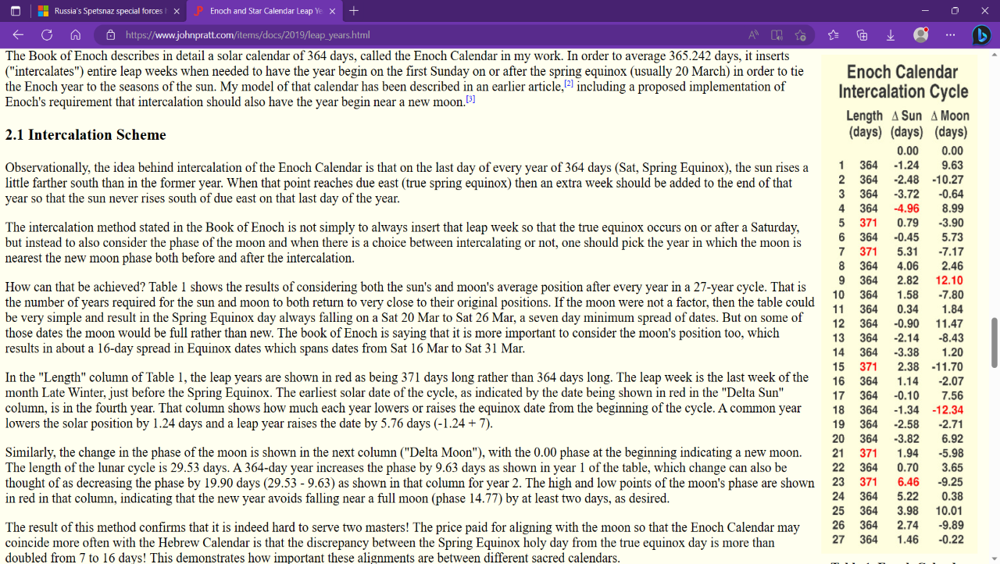 Russia's Spetsnaz special forces
Enoch and Star Calendar Leap Ye
https://www.johnpratt.com/items/docs/2019/leap_years.html
The Book of Enoch describes in detail a solar calendar of 364 days, called the Enoch Calendar in my work. In order to average 365.242 days, it inserts
("intercalates") entire leap weeks when needed to have the year begin on the first Sunday on or after the spring equinox (usually 20 March) in order to tie
the Enoch year to the seasons of the sun. My model of that calendar has been described in an earlier article,[2] including a proposed implementation of
Enoch's requirement that intercalation should also have the year begin near a new moon.[3]
2.1 Intercalation Scheme
Observationally, the idea behind intercalation of the Enoch Calendar is that on the last day of every year of 364 days (Sat, Spring Equinox), the sun rises a
little farther south than in the former year. When that point reaches due east (true spring equinox) then an extra week should be added to the end of that
year so that the sun never rises south of due east on that last day of the year.
The intercalation method stated in the Book of Enoch is not simply to always insert that leap week so that the true equinox occurs on or after a Saturday,
but instead to also consider the phase of the moon and when there is a choice between intercalating or not, one should pick the year in which the moon is
nearest the new moon phase both before and after the intercalation.
How can that be achieved? Table 1 shows the results of considering both the sun's and moon's average position after every year in a 27-year cycle. That is
the number of years required for the sun and moon to both return to very close to their original positions. If the moon were not a factor, then the table could
be very simple and result in the Spring Equinox day always falling on a Sat 20 Mar to Sat 26 Mar, a seven day minimum spread of dates. But on some of
those dates the moon would be full rather than new. The book of Enoch is saying that it is more important to consider the moon's position too, which
results in about a 16-day spread in Equinox dates which spans dates from Sat 16 Mar to Sat 31 Mar.
In the "Length" column of Table 1, the leap years are shown in red as being 371 days long rather than 364 days long. The leap week is the last week of the
month Late Winter, just before the Spring Equinox. The earliest solar date of the cycle, as indicated by the date being shown in red in the "Delta Sun"
column, is in the fourth year. That column shows how much each year lowers or raises the equinox date from the beginning of the cycle. A common year
lowers the solar position by 1.24 days and a leap year raises the date by 5.76 days (-1.24 + 7).
Similarly, the change in the phase of the moon is shown in the next column ("Delta Moon"), with the 0.00 phase at the beginning indicating a new moon.
The length of the lunar cycle is 29.53 days. A 364-day year increases the phase by 9.63 days as shown in year 1 of the table, which change can also be
thought of as decreasing the phase by 19.90 days (29.53 - 9.63) as shown in that column for year 2. The high and low points of the moon's phase are shown
in red in that column, indicating that the new year avoids falling near a full moon (phase 14.77) by at least two days, as desired.
The result of this method confirms that it is indeed hard to serve two masters! The price paid for aligning with the moon so that the Enoch Calendar may
coincide more often with the Hebrew Calendar is that the discrepancy between the Spring Equinox holy day from the true equinox day is more than
doubled from 7 to 16 days! This demonstrates how important these alignments are between different sacred calendars.
Enoch Calendar
Intercalation Cycle
Length Δ Sun Δ Moon
(days) (days) (days)
0.00 0.00
1 364 -1.24 9.63
2 364 -2.48 -10.27
3 364 -3.72 -0.64
4 364 -4.96 8.99
5 371 0.79 -3.90
6 364 -0.45 5.73
7 371 5.31 -7.17
8 364 4.06 2.46
9 364 2.82 12.10
10 364 1.58 -7.80
11 364 0.34 1.84
12 364 -0.90 11.47
13 364 -2.14 -8.43
14 364 -3.38 1.20
15 371 2.38 -11.70
16 364 1.14 -2.07
17 364 -0.10 7.56
18 364 -1.34 -12.34
19 364 -2.58 -2.71
20 364 -3.82 6.92
21 371 1.94 -5.98
22 364 0.70 3.65
23 371 6.46 -9.25
24 364 5.22 0.38
25 364 3.98 10.01
26 364 2.74 -9.89
27 364 1.46 -0.22